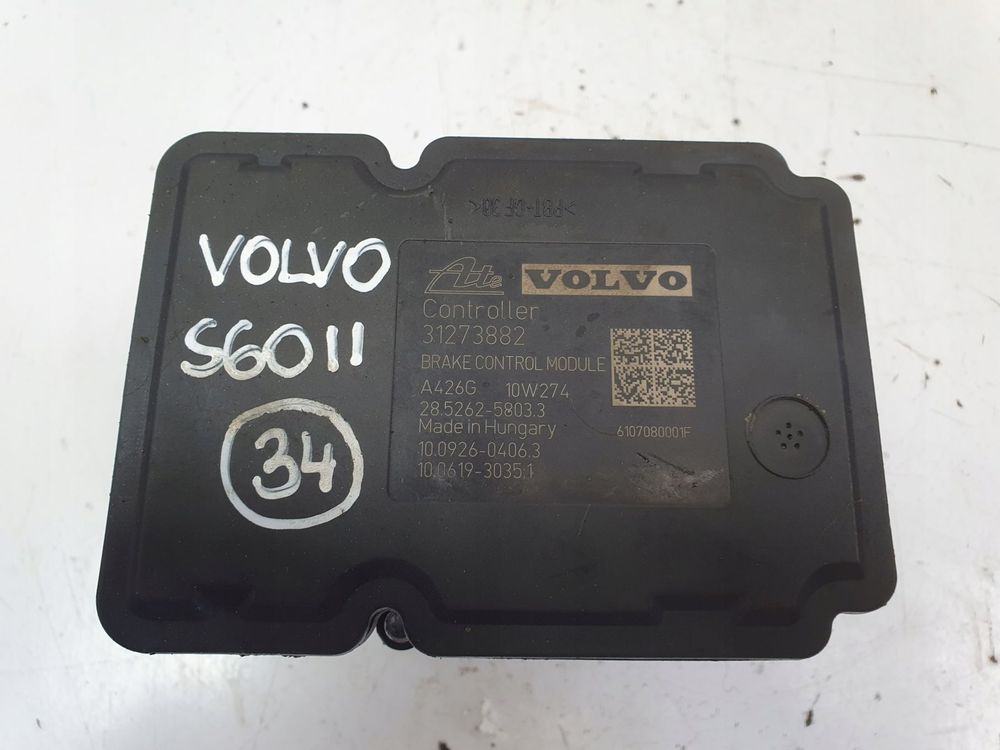 >PBT-GF30<
VOLVO
S60 II
34
Ate VOLVO
Controller
31273882
BRAKE CONTROL MODULE
A426G 10W274
28.5262-5803.3
Made in Hungary 6107080001F
10.0926-0406.3
10.0619-3035.1